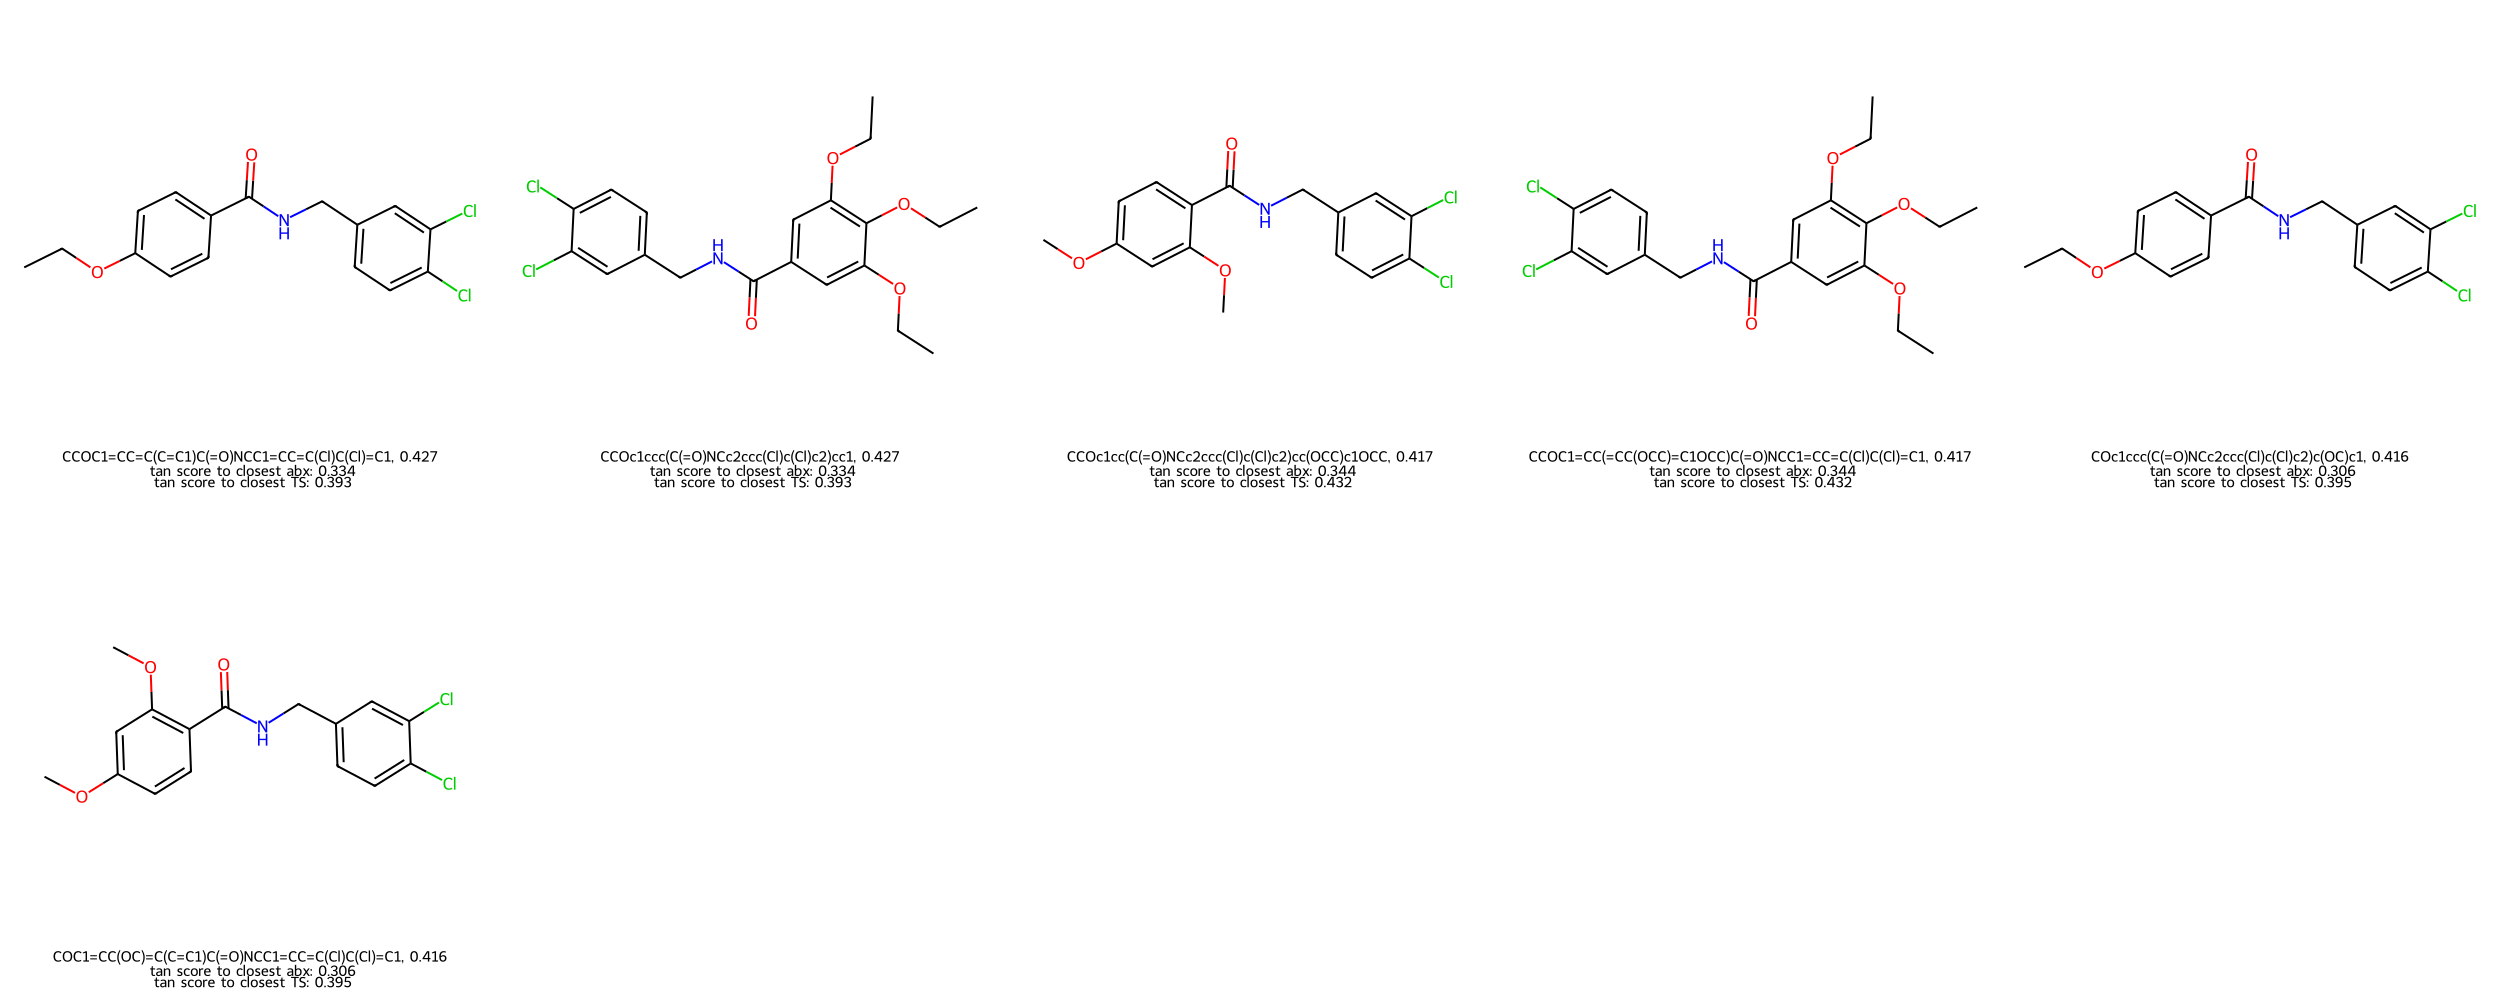 O
N
H
O
Cl
Cl
Cl
Cl
N
H
O
O
O
O
O
N
H
O
O
Cl
Cl
Cl
Cl
N
H
O
O
O
O
O
N
H
O
Cl
Cl
CCOC1=CC=C(C=C1)C(=O)NCC1=CC=C(Cl)C(Cl)=C1, 0.427
tan score to closest abx: 0.334
tan score to closest TS: 0.393
CCOc1ccc(C(=O)NCc2ccc(Cl)c(Cl)c2)cc1, 0.427
tan score to closest abx: 0.334
tan score to closest TS: 0.393
CCOc1cc(C(=O)NCc2ccc(Cl)c(Cl)c2)cc(OCC)c1OCC, 0.417
tan score to closest abx: 0.344
tan score to closest TS: 0.432
CCOC1=CC(=CC(OCC)=C1OCC)C(=O)NCC1=CC=C(Cl)C(Cl)=C1, 0.417
tan score to closest abx: 0.344
tan score to closest TS: 0.432
COc1ccc(C(=O)NCc2ccc(Cl)c(Cl)c2)c(OC)c1, 0.416
tan score to closest abx: 0.306
tan score to closest TS: 0.395
O
O
O
N
H
Cl
Cl
COC1=CC(OC)=C(C=C1)C(=O)NCC1=CC=C(Cl)C(Cl)=C1, 0.416
tan score to closest abx: 0.306
tan score to closest TS: 0.395